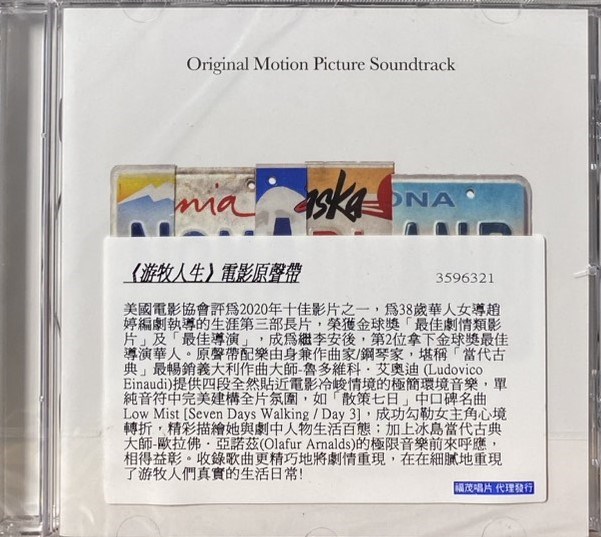 Original Motion Picture Soundtrack
nia
aska
ONA
《游牧人生》電影原聲帶
3596321
美國電影協會評為2020年十佳影片之一，為38歲華人女導趙
婷編劇執導的生涯第三部長片，榮獲金球獎「最佳劇情類影
片」及「最佳導演」，成為繼李安後，第2位拿下金球獎最佳
導演華人。原聲帶配樂由身兼作曲家/鋼琴家，堪稱「當代古
典」最暢銷義大利作曲大師-魯多維科．艾奧迪 (Ludovico
Einaudi)提供四段全然貼近電影冷峻情境的極簡環境音樂，單
純音符中完美建構全片氛圍，如「散策七日」中口碑名曲
Low Mist [Seven Days Walking / Day 3]，成功勾勒女主角心境
轉折，精彩描繪她與劇中人物生活百態；加上冰島當代古典
大師-歐拉佛．亞諾茲(Olafur Arnalds)的極限音樂前來呼應，
相得益彰。收錄歌曲更精巧地將劇情重現，在在細膩地重現
了游牧人們真實的生活日常!
福茂唱片 代理發行